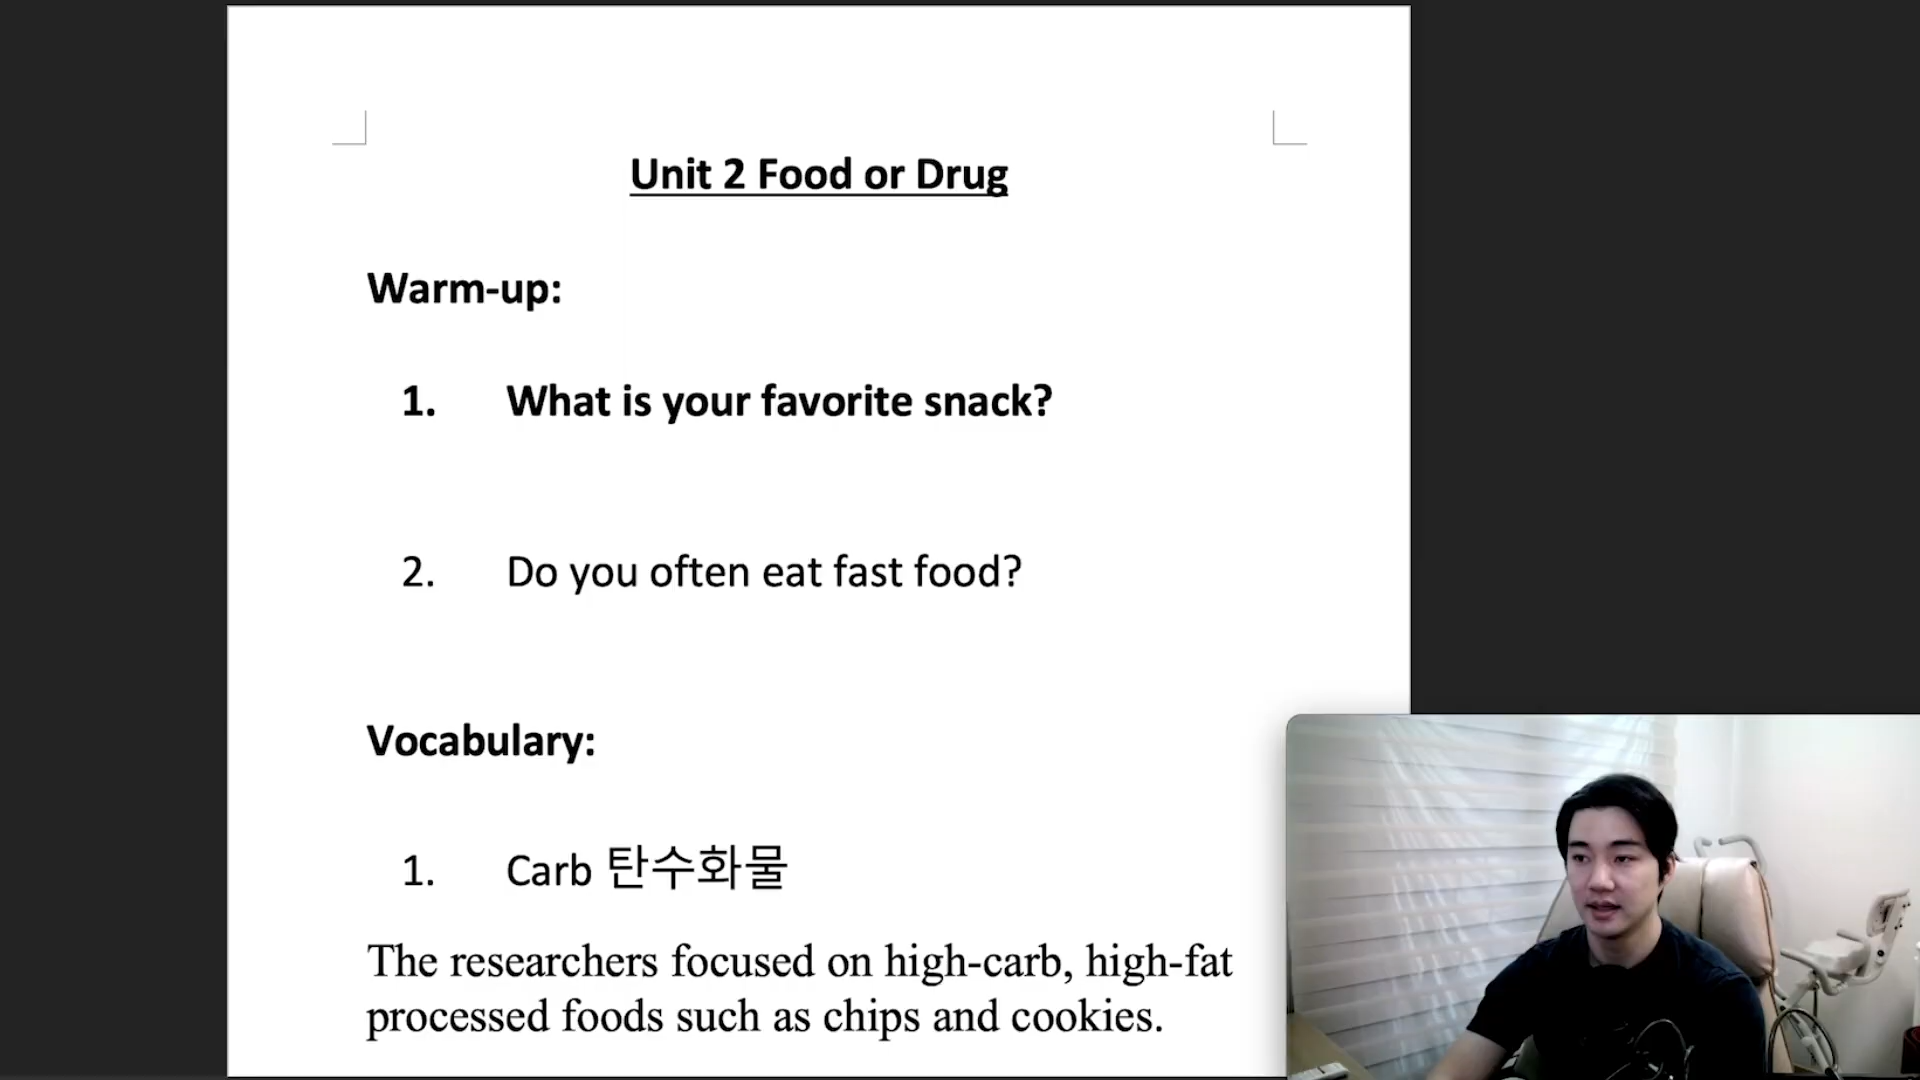 Unit 2 Food or Drug
Warm-up:
1. What is your favorite snack?
2. Do you often eat fast food?
Vocabulary:
1. Carb 탄수화물
The researchers focused on high-carb, high-fat
processed foods such as chips and cookies.